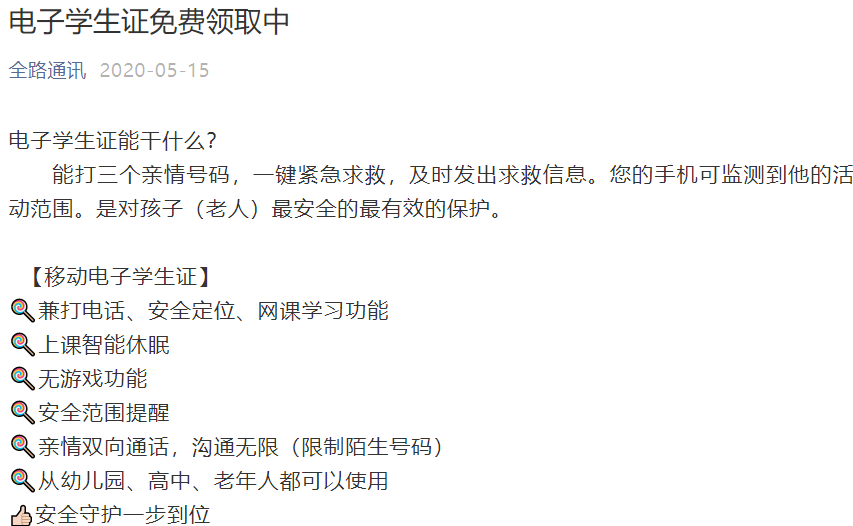 电子学生证免费领取中
全路通讯 2020-05-15
电子学生证能干什么？
能打三个亲情号码，一键紧急求救，及时发出求救信息。您的手机可监测到他的活
动范围。是对孩子（老人）最安全的最有效的保护。
【移动电子学生证】
🍭兼打电话、安全定位、网课学习功能
🍭上课智能休眠
🍭无游戏功能
🍭安全范围提醒
🍭亲情双向通话，沟通无限（限制陌生号码）
🍭从幼儿园、高中、老年人都可以使用
👍🏻安全守护一步到位